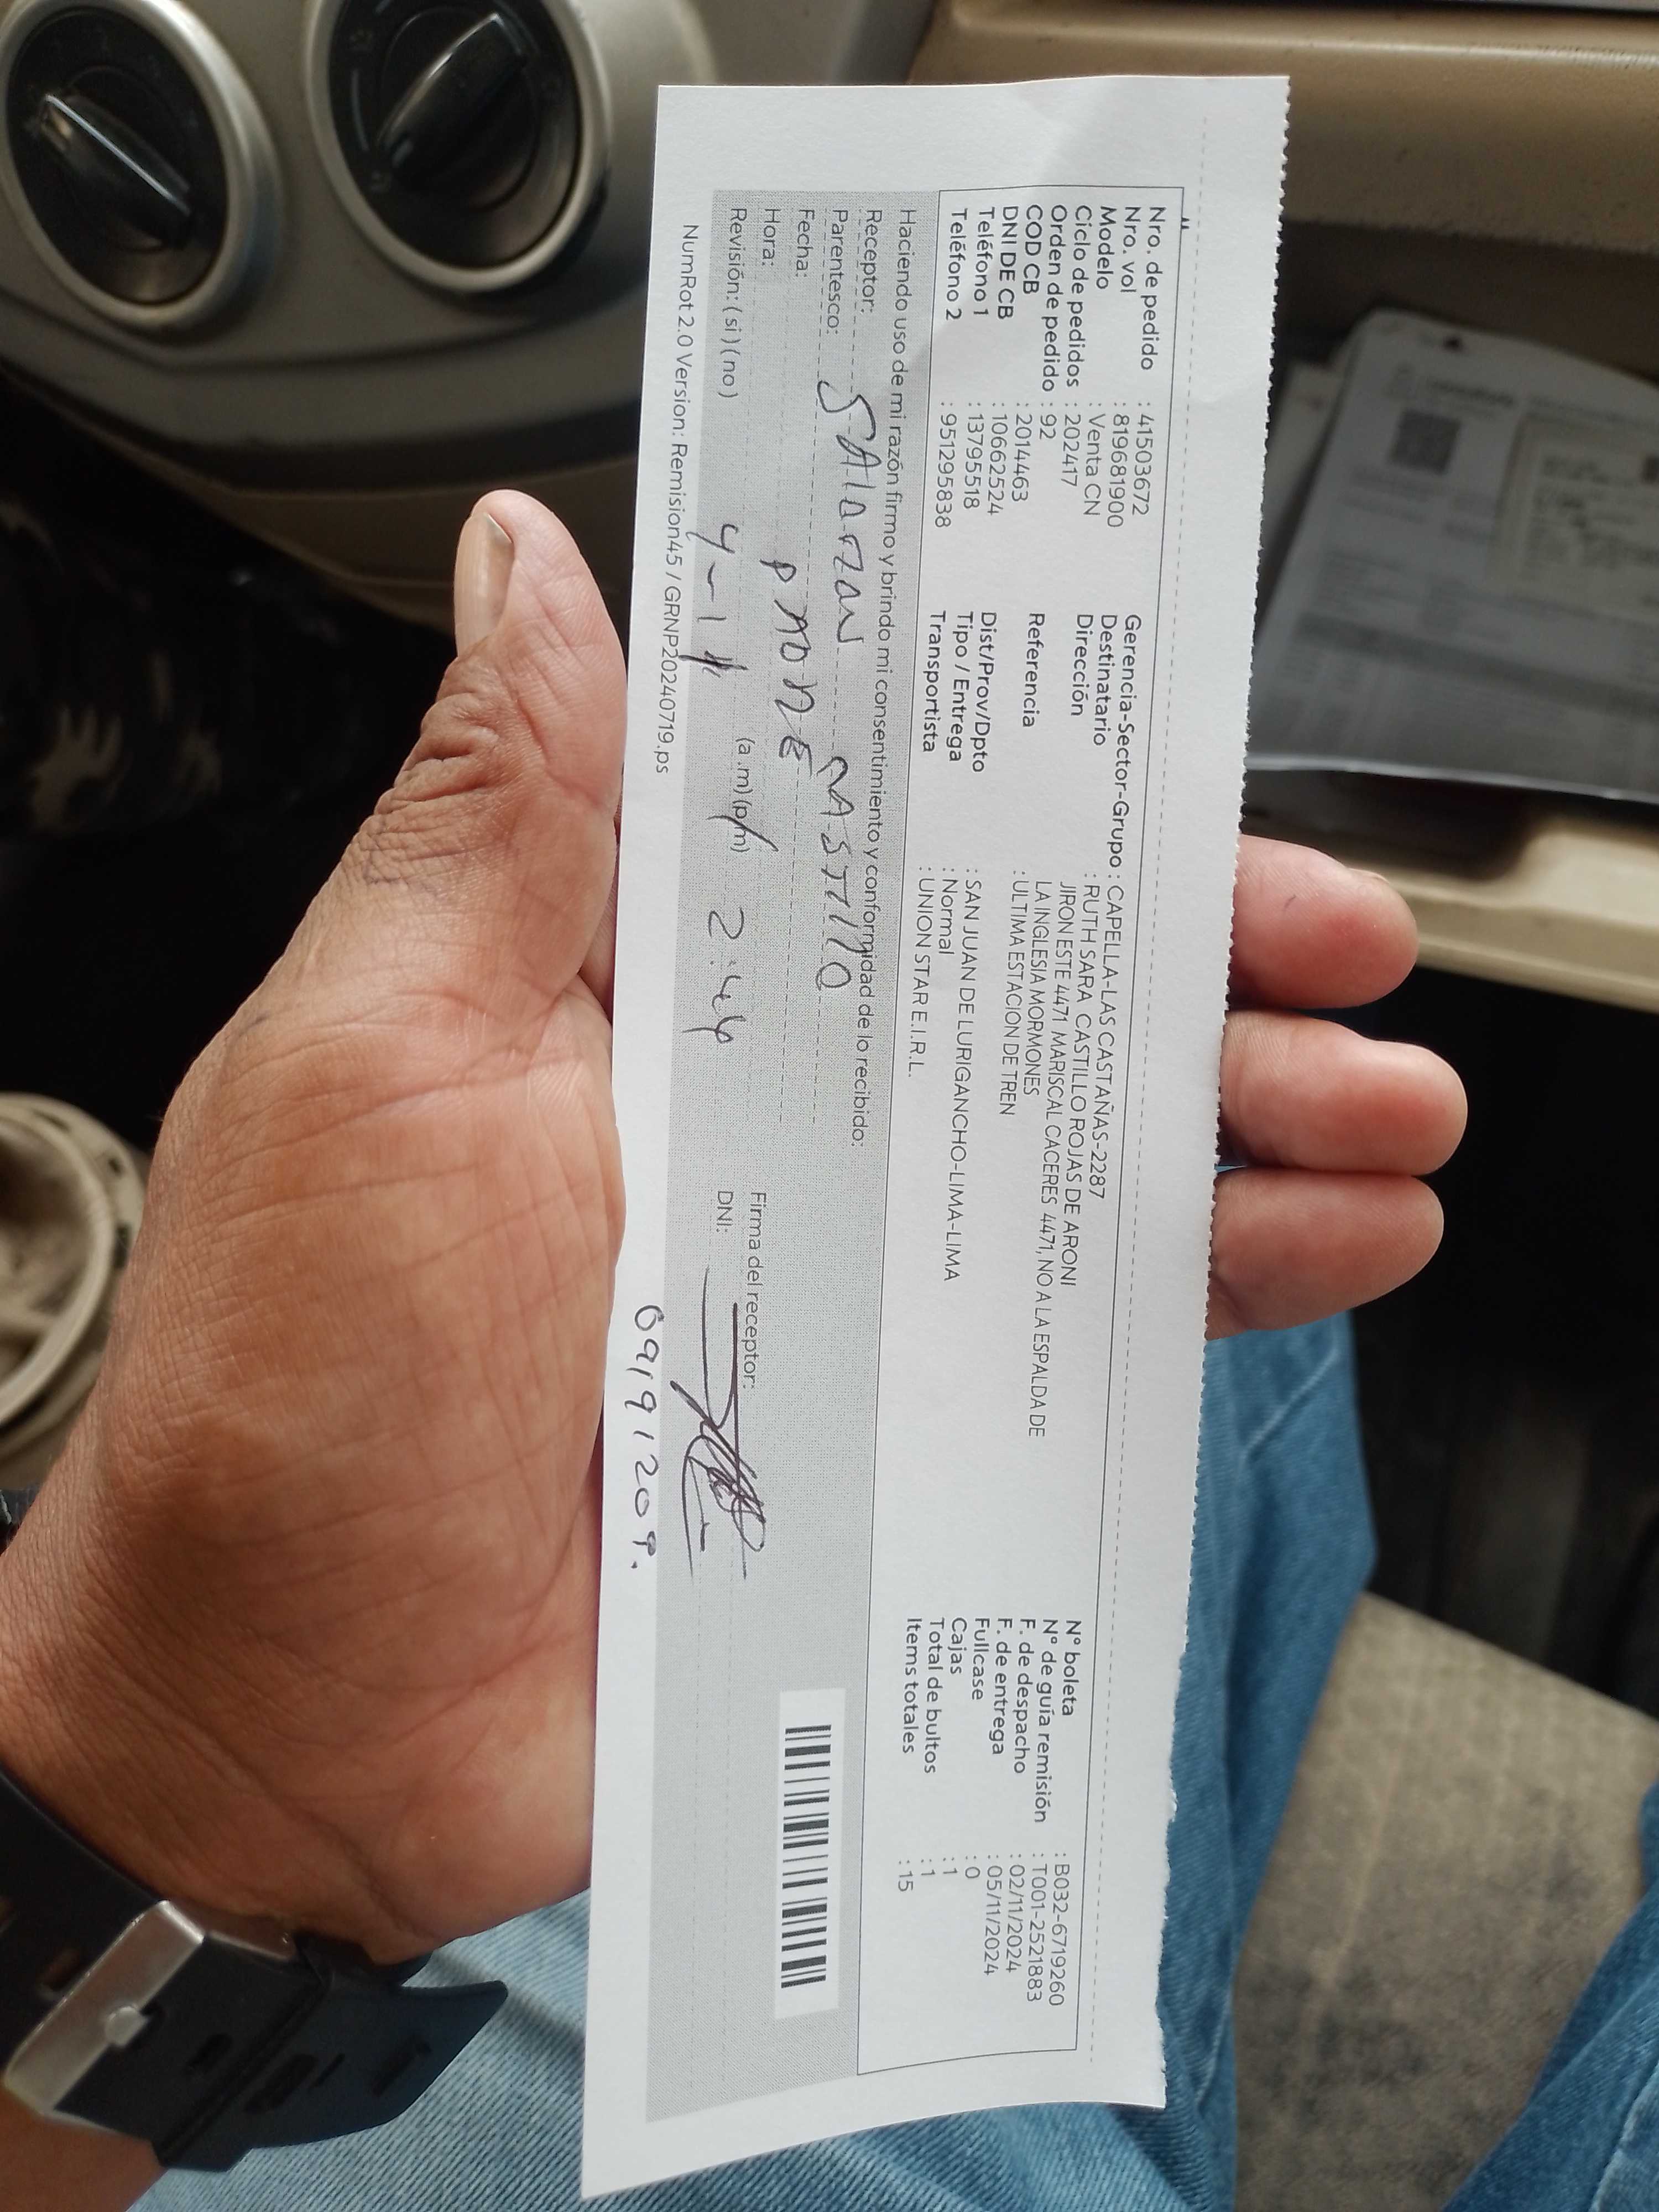 Nro. de pedido : 41503672
Nro. vol : 819681900
Modelo : Venta CN
Ciclo de pedidos : 202417
Orden de pedido : 92
COD CB : 2014463
DNI DE CB : 10662524
Teléfono 1 : 13795518
Teléfono 2 : 951295838
Gerencia-Sector-Grupo : CAPELLA-LAS CASTAÑAS-2287
Destinatario : RUTH SARA CASTILLO ROJAS DE ARONI
Dirección JIRON ESTE 4471 MARISCAL CACERES 4471, NO A LA ESPALDA DE
LA INGLESIA MORMONES
Referencia : ULTIMA ESTACION DE TREN
Dist/Prov/Dpto : SAN JUAN DE LURIGANCHO-LIMA-LIMA
Tipo / Entrega : Normal
Transportista : UNION STAR E.I.R.L.
N° boleta : B032-6719260
N° de guía remisión : T001-2521883
F. de despacho : 02/11/2024
F. de entrega : 05/11/2024
Fullcase : 0
Cajas : 1
Total de bultos : 1
Items totales : 15
Haciendo uso de mi razón firmo y brindo mi consentimiento y conformidad de lo recibido:
Receptor: SAlarzaN CASTillO
Parentesco:
Fecha:
Hora: (a.m) (p.m) 2:44
Revisión: ( si ) ( no )
Firma del receptor:
DNI:
09191209.
NumRot 2.0 Version: Remision45 / GRNP20240719.ps